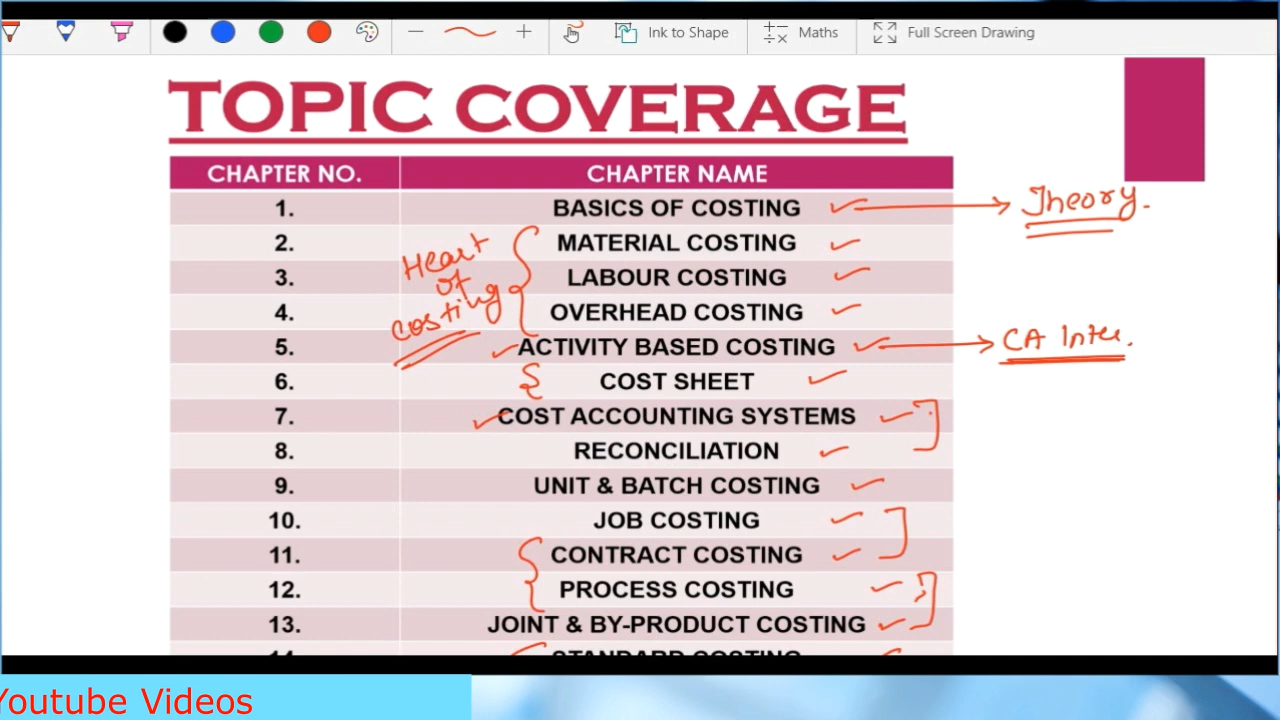 Ink to Shape Maths Full Screen Drawing
TOPIC COVERAGE
CHAPTER NO. CHAPTER NAME
1. BASICS OF COSTING Theory.
2. MATERIAL COSTING
3. LABOUR COSTING
4. OVERHEAD COSTING
Heart
of
costing
5. ACTIVITY BASED COSTING CA Inter.
6. COST SHEET
7. COST ACCOUNTING SYSTEMS
8. RECONCILIATION
9. UNIT & BATCH COSTING
10. JOB COSTING
11. CONTRACT COSTING
12. PROCESS COSTING
13. JOINT & BY-PRODUCT COSTING
14. STANDARD COSTING
Youtube Videos